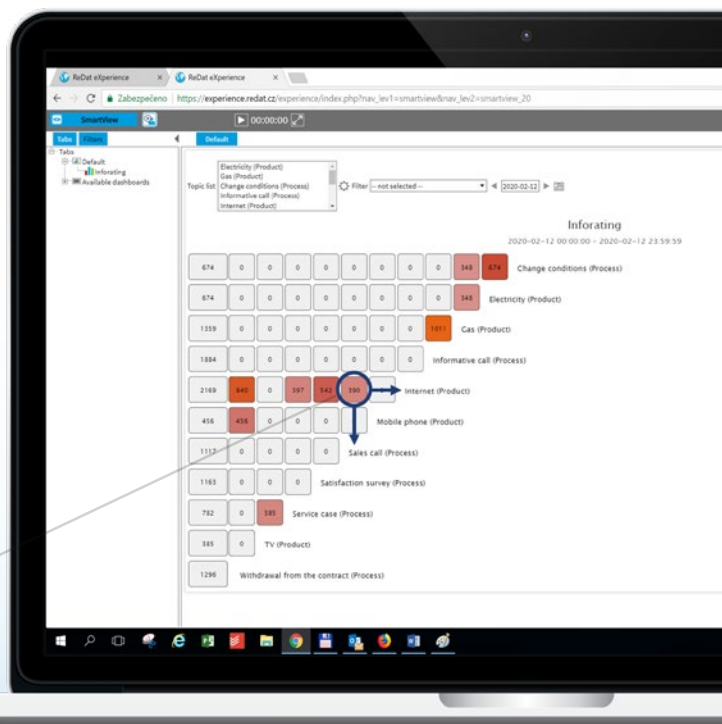 ReDat eXperience × ReDat eXperience ×
Zabezpečeno https://experience.redat.cz/experience/index.php?nav_lev1=smartview&nav_lev2=smartview_20
SmartView 00:00:00
Tabs Filters Default
Tabs
Default
Inforating
Available dashboards
Topic list
Electricity (Product)
Gas (Product)
Change conditions (Process)
Informative call (Process)
Internet (Product)
Filter -- not selected -- 2020-02-12
Inforating
2020-02-12 00:00:00 - 2020-02-12 23:59:59
674 0 0 0 0 0 0 0 0 348 674 Change conditions (Process)
674 0 0 0 0 0 0 0 0 348 Electricity (Product)
1359 0 0 0 0 0 0 0 1011 Gas (Product)
1884 0 0 0 0 0 0 0 Informative call (Process)
2169 840 0 397 542 390 Internet (Product)
456 456 0 0 0 Mobile phone (Product)
1117 0 0 0 0 Sales call (Process)
1163 0 0 0 Satisfaction survey (Process)
782 0 385 Service case (Process)
385 0 TV (Product)
1296 Withdrawal from the contract (Process)